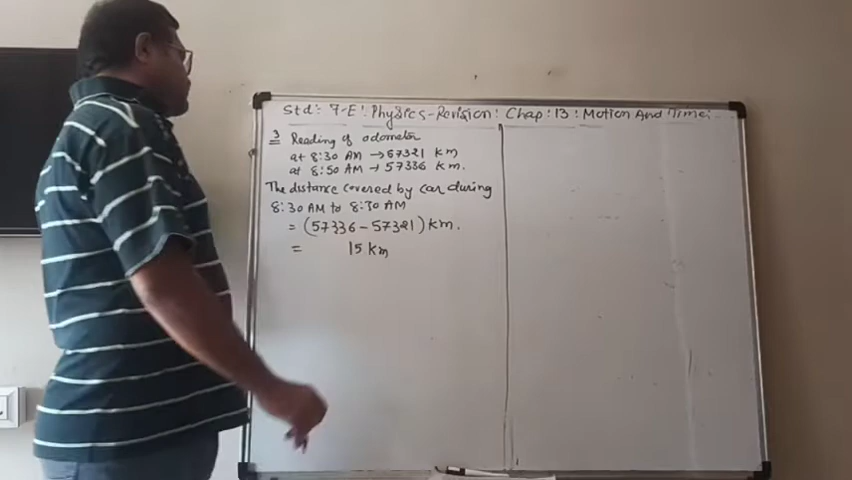 Std: 7-E: Physics-Revision: Chap: 13: Motion And Time:
3 Reading of odometer
at 8:30 AM → 57321 km
at 8:50 AM → 57336 km.
The distance covered by car during
8:30 AM to 8:50 AM
= (57336 - 57321) km.
= 15 km